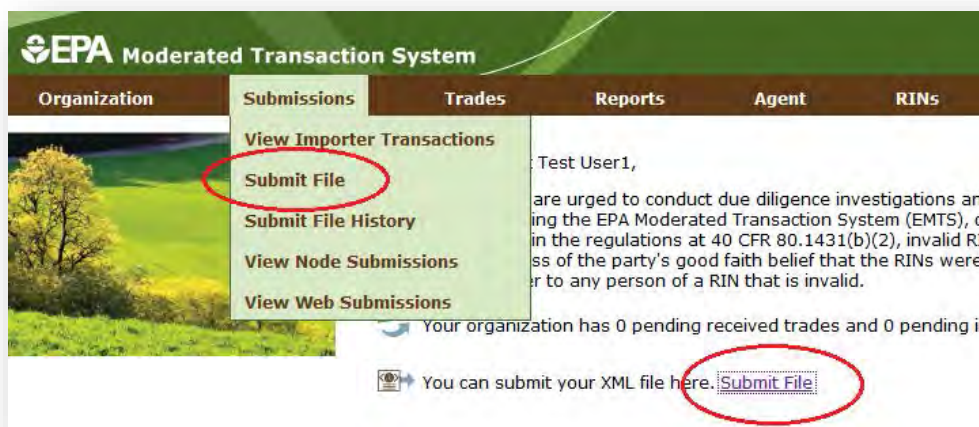 EPA Moderated Transaction System
Organization Submissions Trades Reports Agent RINs
View Importer Transactions
Submit File
Submit File History
View Node Submissions
View Web Submissions
Test User1,
are urged to conduct due diligence investigations
ing the EPA Moderated Transaction System (EMTS),
in the regulations at 40 CFR 80.1431(b)(2), invalid
ss of the party's good faith belief that the RINs were
er to any person of a RIN that is invalid.
Your organization has 0 pending received trades and 0 pending
You can submit your XML file here. Submit File